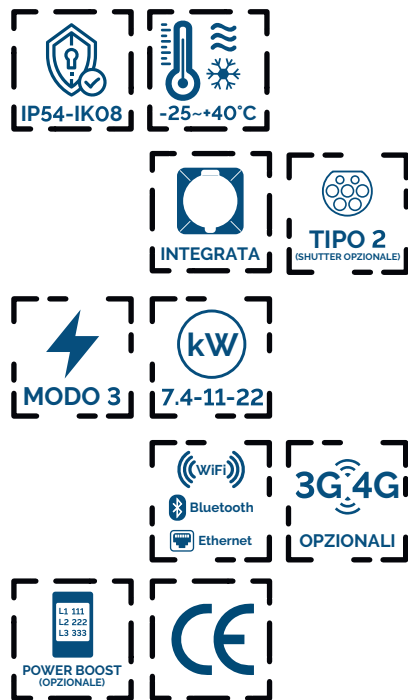 IP54-IK08
-25~+40°C
INTEGRATA
TIPO 2
(SHUTTER OPZIONALE)
MODO 3
kW
7.4-11-22
WiFi
Bluetooth
Ethernet
3G 4G
OPZIONALI
L1 111
L2 222
L3 333
POWER BOOST
(OPZIONALE)
CE